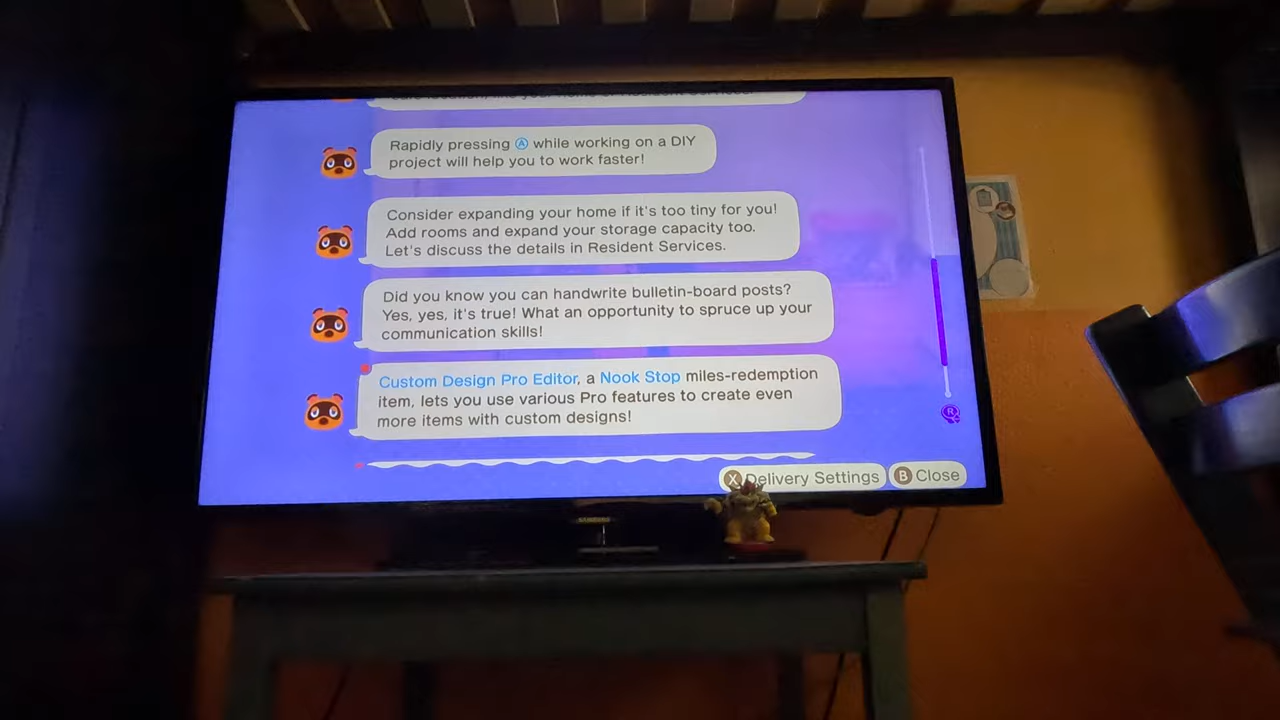 Rapidly pressing A while working on a DIY
project will help you to work faster!
Consider expanding your home if it's too tiny for you!
Add rooms and expand your storage capacity too.
Let's discuss the details in Resident Services.
Did you know you can handwrite bulletin-board posts?
Yes, yes, it's true! What an opportunity to spruce up your
communication skills!
Custom Design Pro Editor, a Nook Stop miles-redemption
item, lets you use various Pro features to create even
more items with custom designs!
X Delivery Settings B Close
R
SAMSUNG